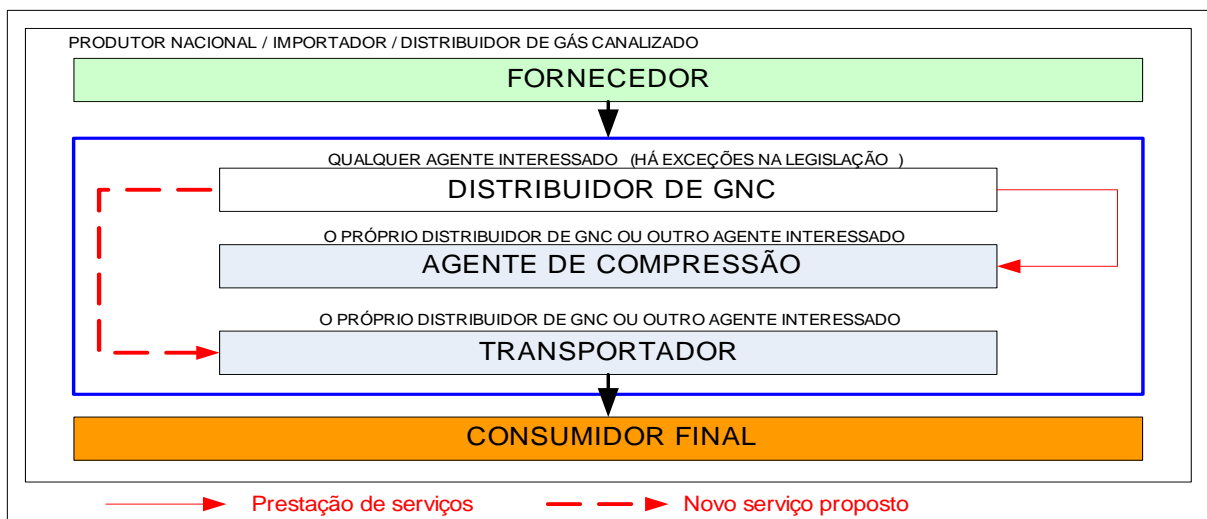 PRODUTOR NACIONAL / IMPORTADOR / DISTRIBUIDOR DE GÁS CANALIZADO
FORNECEDOR
QUALQUER AGENTE INTERESSADO (HÁ EXCEÇÕES NA LEGISLAÇÃO )
DISTRIBUIDOR DE GNC
O PRÓPRIO DISTRIBUIDOR DE GNC OU OUTRO AGENTE INTERESSADO
AGENTE DE COMPRESSÃO
O PRÓPRIO DISTRIBUIDOR DE GNC OU OUTRO AGENTE INTERESSADO
TRANSPORTADOR
CONSUMIDOR FINAL
Prestação de serviços Novo serviço proposto